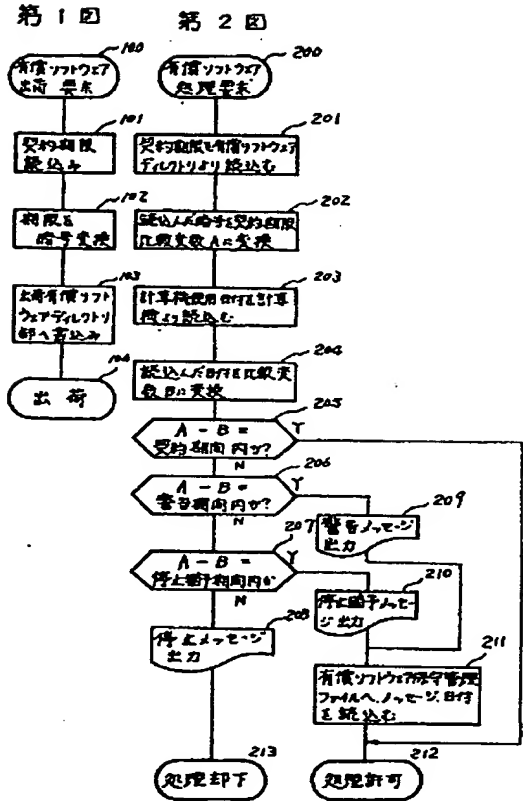 第1図
100
有償ソフトウェア
出荷要求
101
契約期限
読込み
102
期限を
暗号変換
103
出荷有償ソフト
ウェアディレクトリ
部へ書込み
104
出荷
第2図
200
有償ソフトウェア
処理要求
201
契約期限を有償ソフトウェア
ディレクトリより読込む
202
読込んだ暗号を契約期限
比較変数Aに変換
203
計算機使用日付を計算
機より読込む
204
読込んだ日付を比較変
数Bに変換
205
A-B=
契約期間内か?
Y
N
206
A-B=
警告期間内か?
Y
N
207
A-B=
停止猶予期間内か
Y
N
208
停止メッセージ
出力
209
警告メッセージ
出力
210
停止猶予メッセー
ジ出力
211
有償ソフトウェア保守管理
ファイルへ、メッセージ、日付
を読込む
213
処理却下
212
処理許可